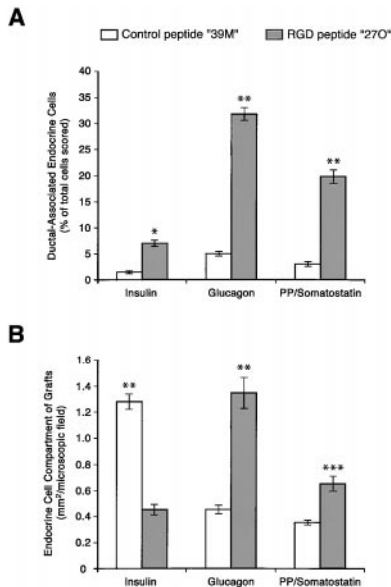 A
Control peptide "39M" RGD peptide "27O"
Ductal-Associated Endocrine Cells
(% of total cells scored)
40
35
30
25
20
15
10
5
0
*
**
**
Insulin Glucagon PP/Somatostatin
B
Endocrine Cell Compartment of Grafts
(mm²/microscopic field)
1.6
1.4
1.2
1
0.8
0.6
0.4
0.2
0
**
**
***
Insulin Glucagon PP/Somatostatin